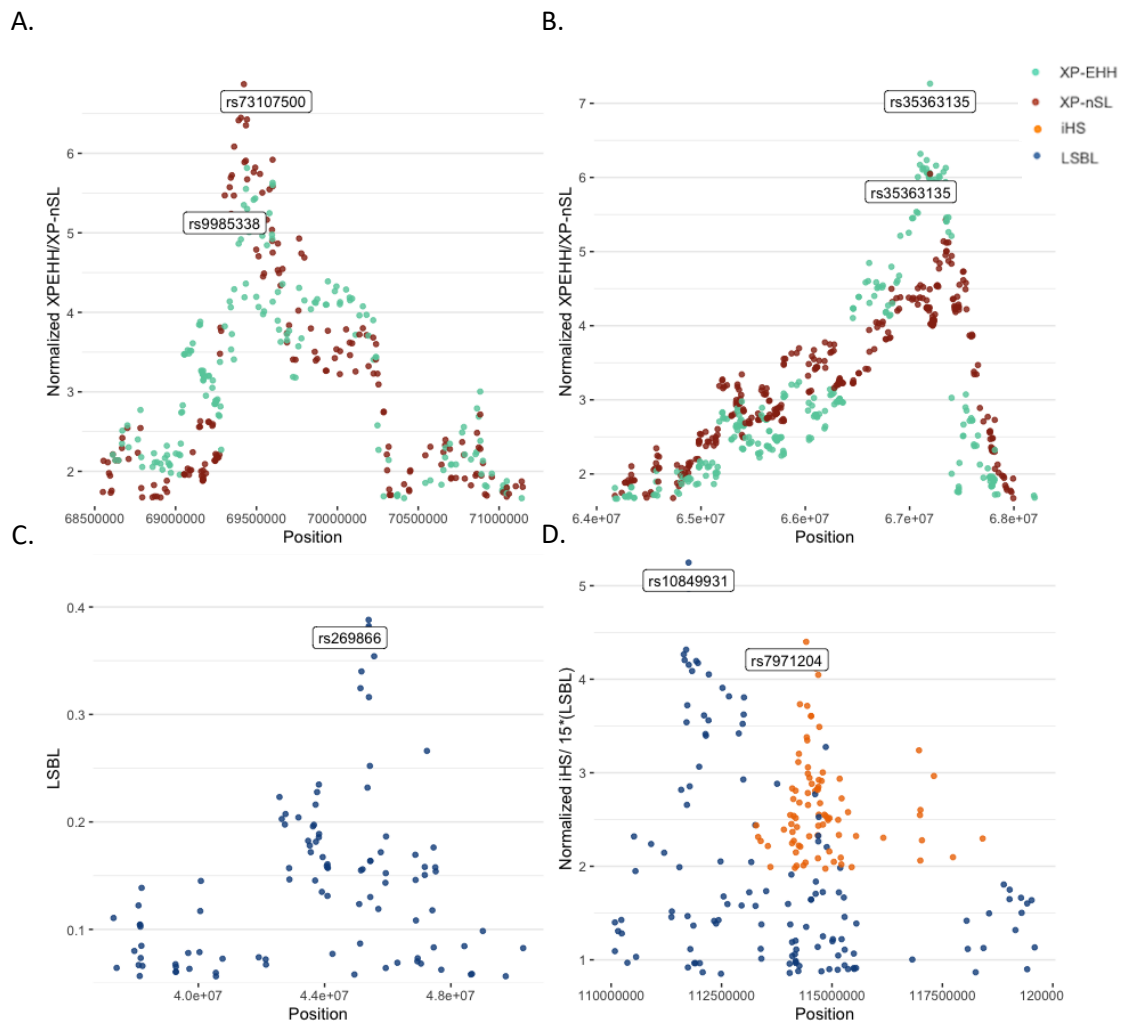 A.
B.
XP-EHH
XP-nSL
iHS
LSBL
Normalized XPEHH/XP-nSL
6
5
4
3
2
rs73107500
rs9985338
68500000 69000000 69500000 70000000 70500000 71000000
Position
Normalized XPEHH/XP-nSL
7
6
5
4
3
2
rs35363135
rs35363135
6.4e+07 6.5e+07 6.6e+07 6.7e+07 6.8e+07
Position
C.
D.
LSBL
0.4
0.3
0.2
0.1
rs269866
4.0e+07 4.4e+07 4.8e+07
Position
Normalized iHS/ 15*(LSBL)
5
4
3
2
1
rs10849931
rs7971204
110000000 112500000 115000000 117500000 120000
Position